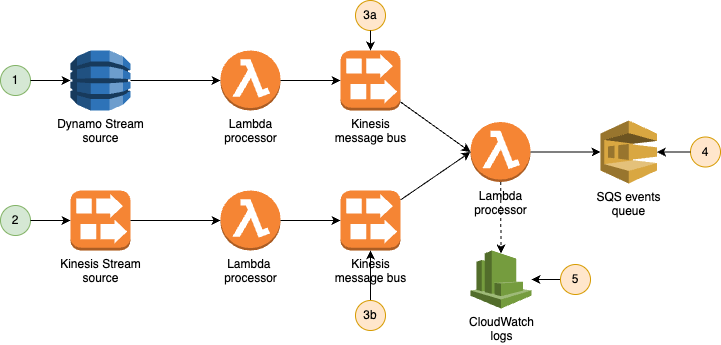 3a
1
Dynamo Stream
source
Lambda
processor
Kinesis
message bus
4
Lambda
processor
SQS events
queue
2
Kinesis Stream
source
Lambda
processor
Kinesis
message bus
5
3b
CloudWatch
logs